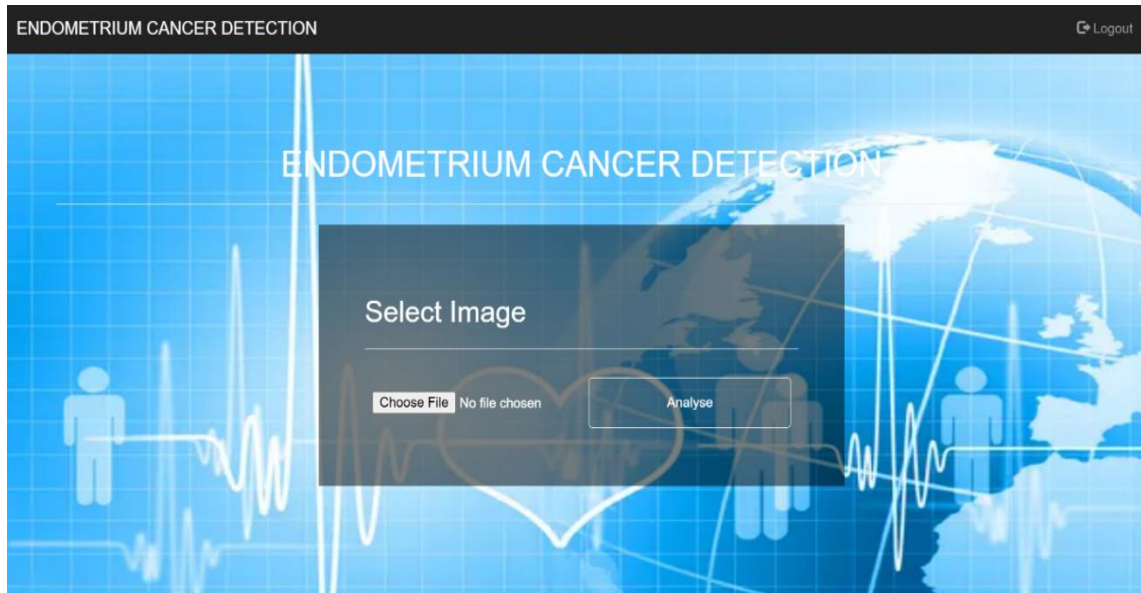 ENDOMETRIUM CANCER DETECTION Logout
ENDOMETRIUM CANCER DETECTION
Select Image
Choose File No file chosen Analyse